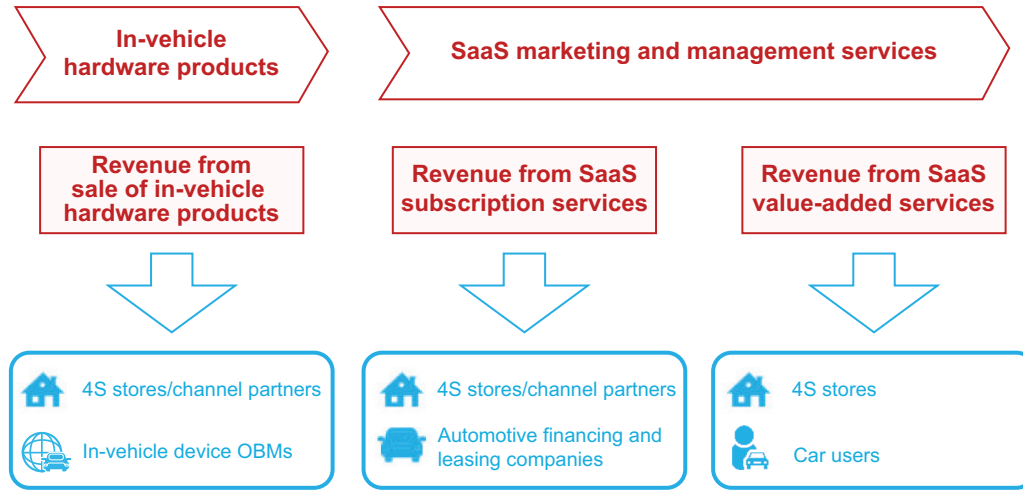 In-vehicle
hardware products
SaaS marketing and management services
Revenue from
sale of in-vehicle
hardware products
Revenue from SaaS
subscription services
Revenue from SaaS
value-added services
4S stores/channel partners
In-vehicle device OBMs
4S stores/channel partners
Automotive financing and
leasing companies
4S stores
Car users